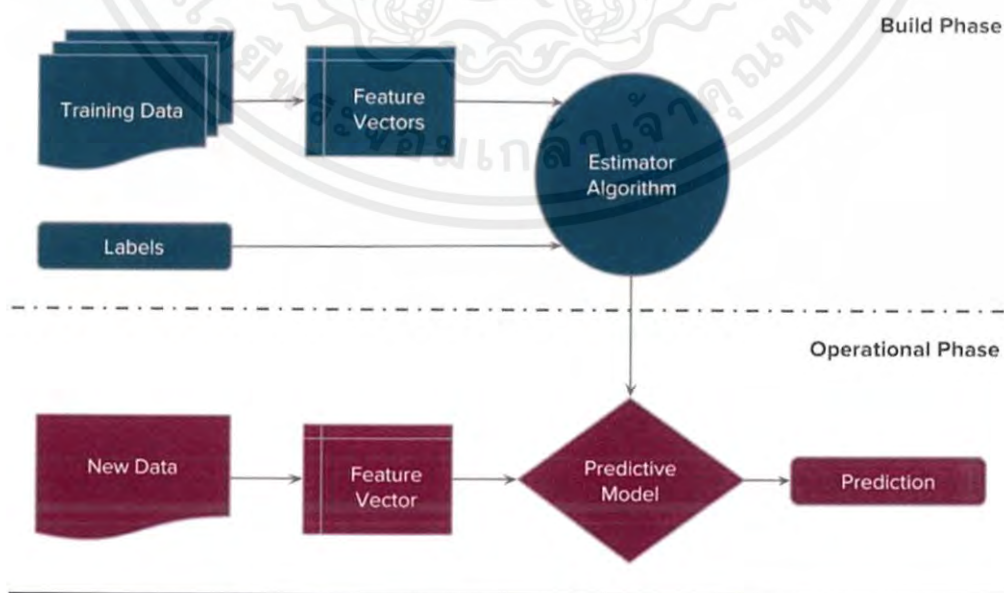 Build Phase
Training Data
Feature
Vectors
Estimator
Algorithm
Labels
Operational Phase
New Data
Feature
Vector
Predictive
Model
Prediction